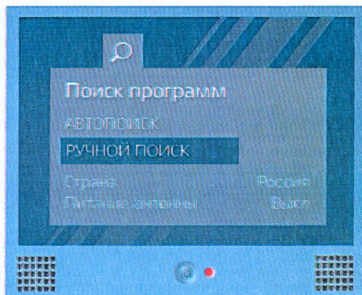 Поиск программ
АВТОПОИСК
РУЧНОЙ ПОИСК
Страна Россия
Питание антенны Выкл